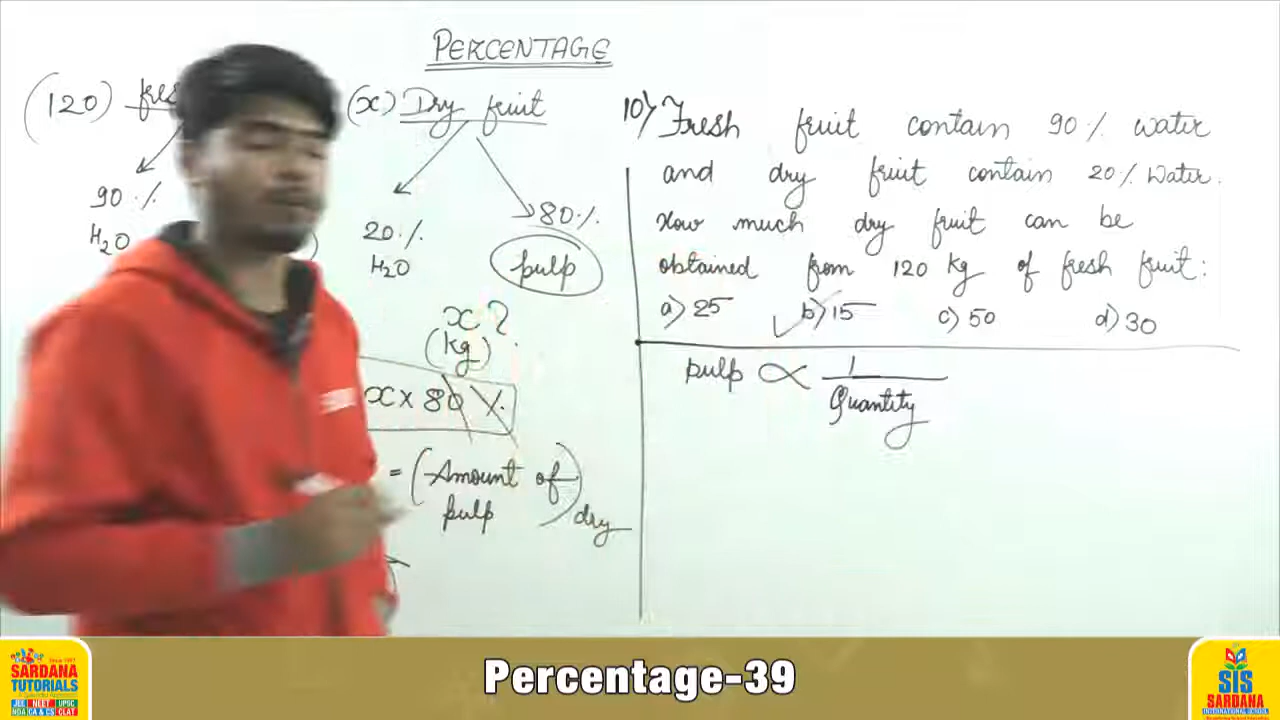 PERCENTAGE
(120)
90 %
H₂O
(x) Dry fruit
20 %
H₂O
80 %
pulp
x ?
(kg)
x × 80 %
= (Amount of pulp) dry
10) Fresh fruit contain 90 % water
and dry fruit contain 20 % Water.
How much dry fruit can be
obtained from 120 kg of fresh fruit:
a) 25 b) 15 c) 50 d) 30
pulp ∝ 1
Quantity
Percentage-39
SARDANA
TUTORIALS
JEE NEET UPSC
NDA CA & CS CLAT
SIS
SARDANA
INTERNATIONAL SCHOOL